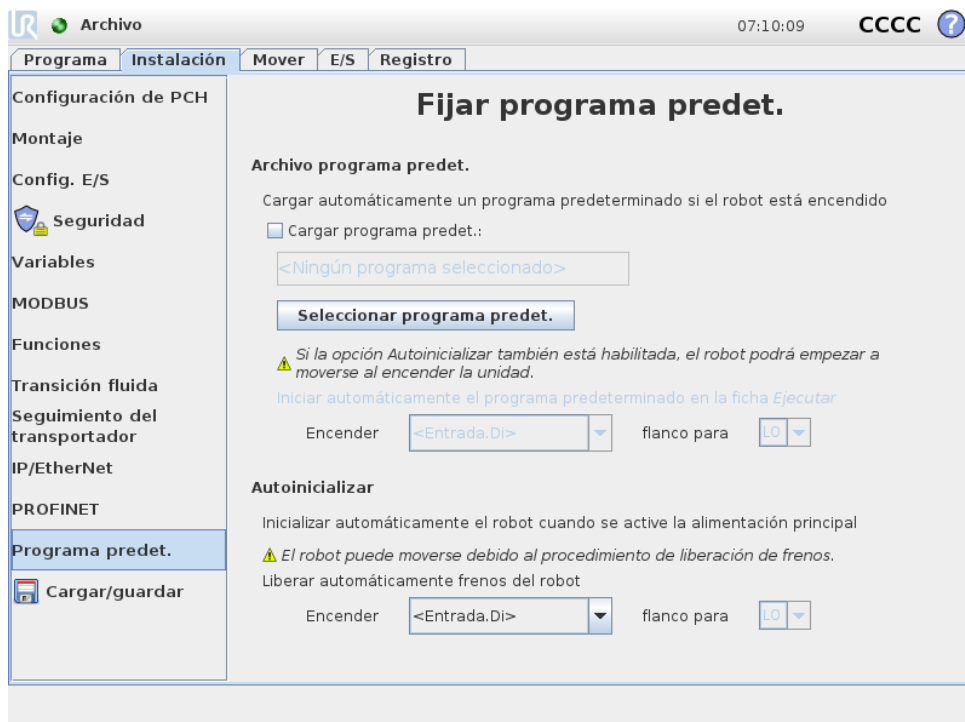 UR Archivo 07:10:09 CCCC ?
Programa Instalación Mover E/S Registro
Configuración de PCH
Montaje
Config. E/S
Seguridad
Variables
MODBUS
Funciones
Transición fluida
Seguimiento del
transportador
IP/EtherNet
PROFINET
Programa predet.
Cargar/guardar
Fijar programa predet.
Archivo programa predet.
Cargar automáticamente un programa predeterminado si el robot está encendido
Cargar programa predet.:
<Ningún programa seleccionado>
Seleccionar programa predet.
Si la opción Autoinicializar también está habilitada, el robot podrá empezar a
moverse al encender la unidad.
Iniciar automáticamente el programa predeterminado en la ficha Ejecutar
Encender <Entrada.Di> flanco para LO
Autoinicializar
Inicializar automáticamente el robot cuando se active la alimentación principal
El robot puede moverse debido al procedimiento de liberación de frenos.
Liberar automáticamente frenos del robot
Encender <Entrada.Di> flanco para LO